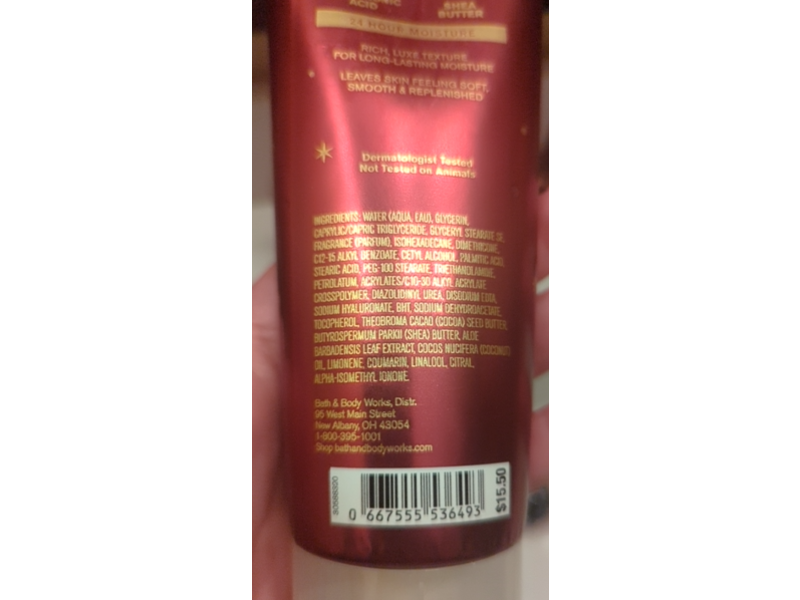 ACID
SHEA
BUTTER
24 HOUR MOISTURE
RICH, LUXE TEXTURE
FOR LONG-LASTING MOISTURE
LEAVES SKIN FEELING SOFT,
SMOOTH & REPLENISHED
Dermatologist Tested
Not Tested on Animals
INGREDIENTS: WATER (AQUA, EAU), GLYCERIN,
CAPRYLIC/CAPRIC TRIGLYCERIDE, GLYCERYL STEARATE SE,
FRAGRANCE (PARFUM), ISOHEXADECANE, DIMETHICONE,
C12-15 ALKYL BENZOATE, CETYL ALCOHOL, PALMITIC ACID,
STEARIC ACID, PEG-100 STEARATE, TRIETHANOLAMINE,
PETROLATUM, ACRYLATES/C10-30 ALKYL ACRYLATE
CROSSPOLYMER, DIAZOLIDINYL UREA, DISODIUM EDTA,
SODIUM HYALURONATE, BHT, SODIUM DEHYDROACETATE,
TOCOPHEROL, THEOBROMA CACAO (COCOA) SEED BUTTER,
BUTYROSPERMUM PARKII (SHEA) BUTTER, ALOE
BARBADENSIS LEAF EXTRACT, COCOS NUCIFERA (COCONUT)
OIL, LIMONENE, COUMARIN, LINALOOL, CITRAL,
ALPHA-ISOMETHYL IONONE.
Bath & Body Works, Distr.
95 West Main Street
New Albany, OH 43054
1-800-395-1001
Shop bathandbodyworks.com
$15.50
0 667555 536493